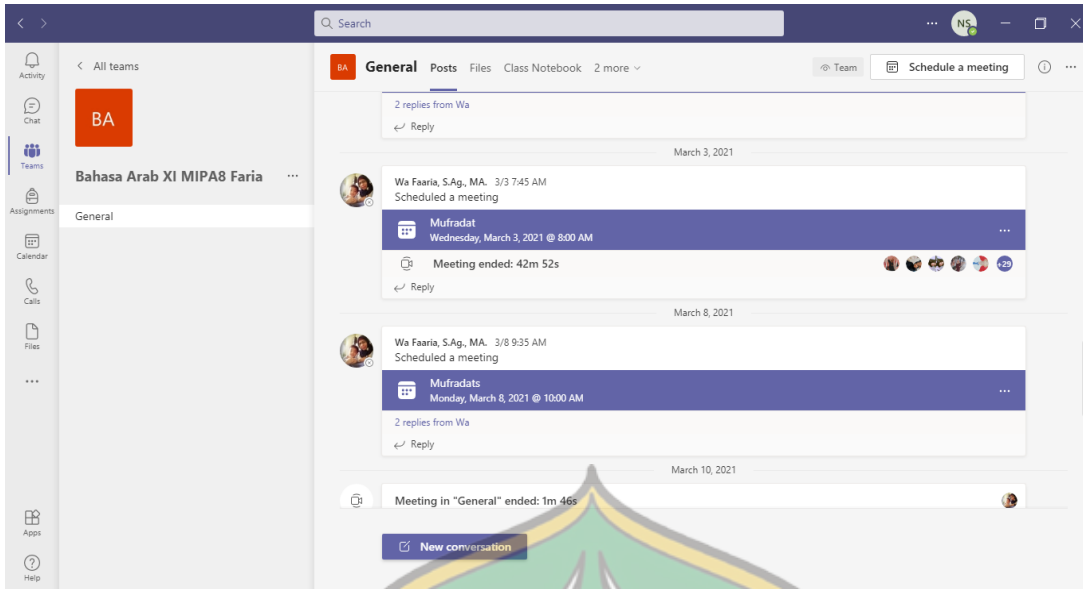 Search
NS
Activity
Chat
Teams
Assignments
Calendar
Calls
Files
Apps
Help
All teams
BA
Bahasa Arab XI MIPA8 Faria
General
BA
General
Posts
Files
Class Notebook
2 more
Team
Schedule a meeting
2 replies from Wa
Reply
March 3, 2021
Wa Faaria, S.Ag., MA. 3/3 7:45 AM
Scheduled a meeting
Mufradat
Wednesday, March 3, 2021 @ 8:00 AM
Meeting ended: 42m 52s
+29
Reply
March 8, 2021
Wa Faaria, S.Ag., MA. 3/8 9:35 AM
Scheduled a meeting
Mufradats
Monday, March 8, 2021 @ 10:00 AM
2 replies from Wa
Reply
March 10, 2021
Meeting in "General" ended: 1m 46s
New conversation